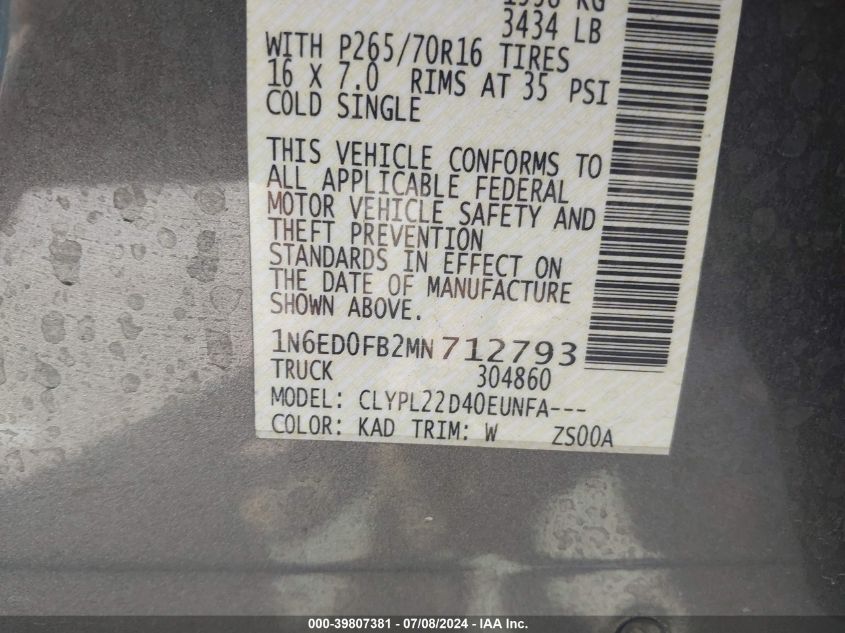 3434 LB
WITH P265/70R16 TIRES
16 X 7.0 RIMS AT 35 PSI
COLD SINGLE
THIS VEHICLE CONFORMS TO
ALL APPLICABLE FEDERAL
MOTOR VEHICLE SAFETY AND
THEFT PREVENTION
STANDARDS IN EFFECT ON
THE DATE OF MANUFACTURE
SHOWN ABOVE.
1N6ED0FB2MN712793
TRUCK 304860
MODEL: CLYPL22D40EUNFA---
COLOR: KAD TRIM: W ZS00A
000-39807381 - 07/08/2024 - IAA Inc.